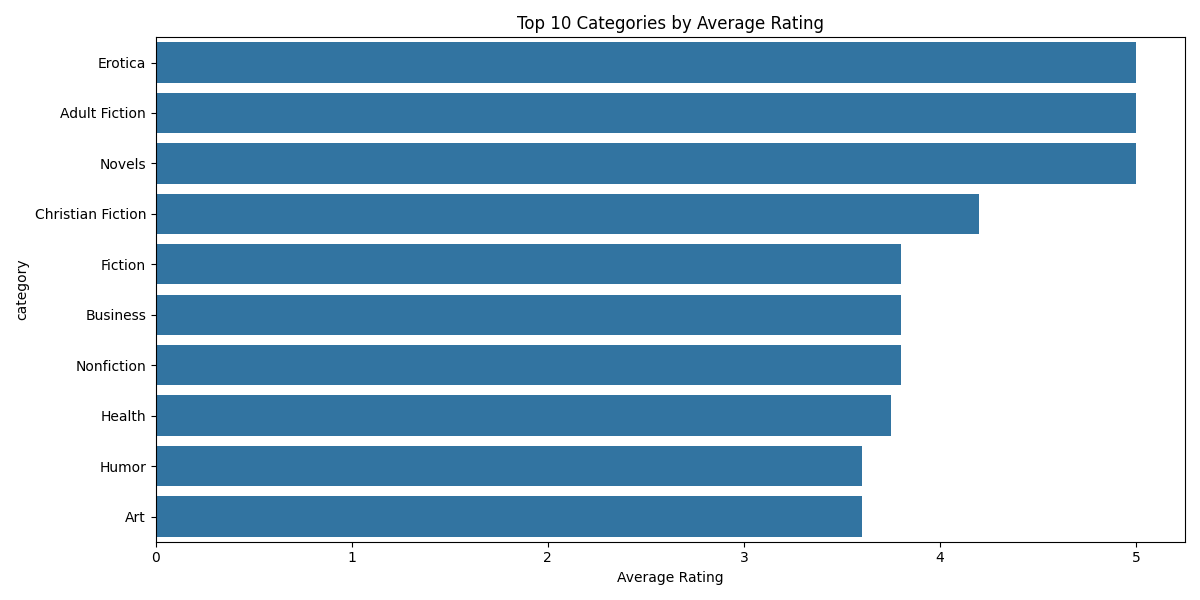 Top 10 Categories by Average Rating
category
Erotica
Adult Fiction
Novels
Christian Fiction
Fiction
Business
Nonfiction
Health
Humor
Art
0 1 2 3 4 5
Average Rating